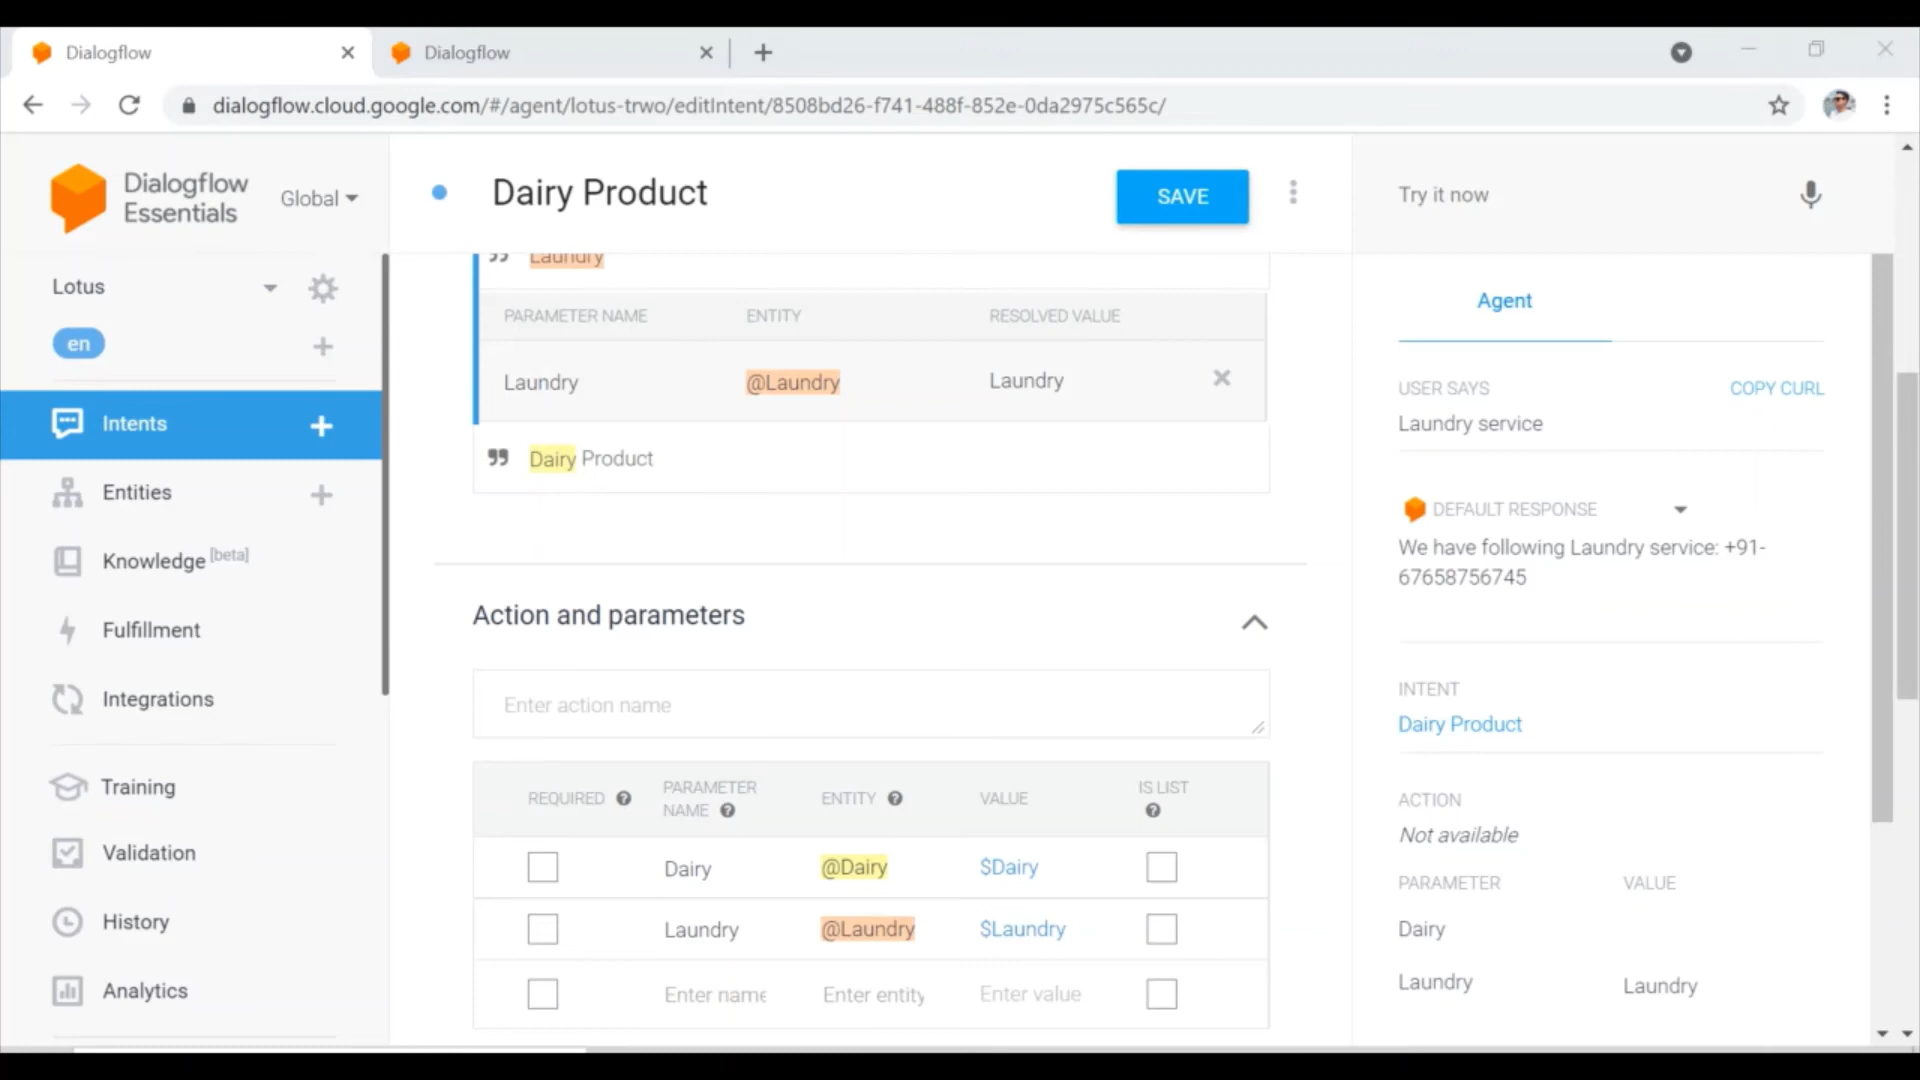 Dialogflow
Dialogflow
dialogflow.cloud.google.com/#/agent/lotus-trwo/editIntent/8508bd26-f741-488f-852e-0da2975c565c/
Dialogflow
Essentials
Global
Dairy Product
SAVE
Try it now
Lotus
en
Intents
Entities
Knowledge [beta]
Fulfillment
Integrations
Training
Validation
History
Analytics
Laundry
PARAMETER NAME ENTITY RESOLVED VALUE
Laundry @Laundry Laundry
Dairy Product
Action and parameters
Enter action name
REQUIRED PARAMETER NAME ENTITY VALUE IS LIST
Dairy @Dairy $Dairy
Laundry @Laundry $Laundry
Enter name Enter entity Enter value
Agent
USER SAYS COPY CURL
Laundry service
DEFAULT RESPONSE
We have following Laundry service: +91-
67658756745
INTENT
Dairy Product
ACTION
Not available
PARAMETER VALUE
Dairy
Laundry Laundry